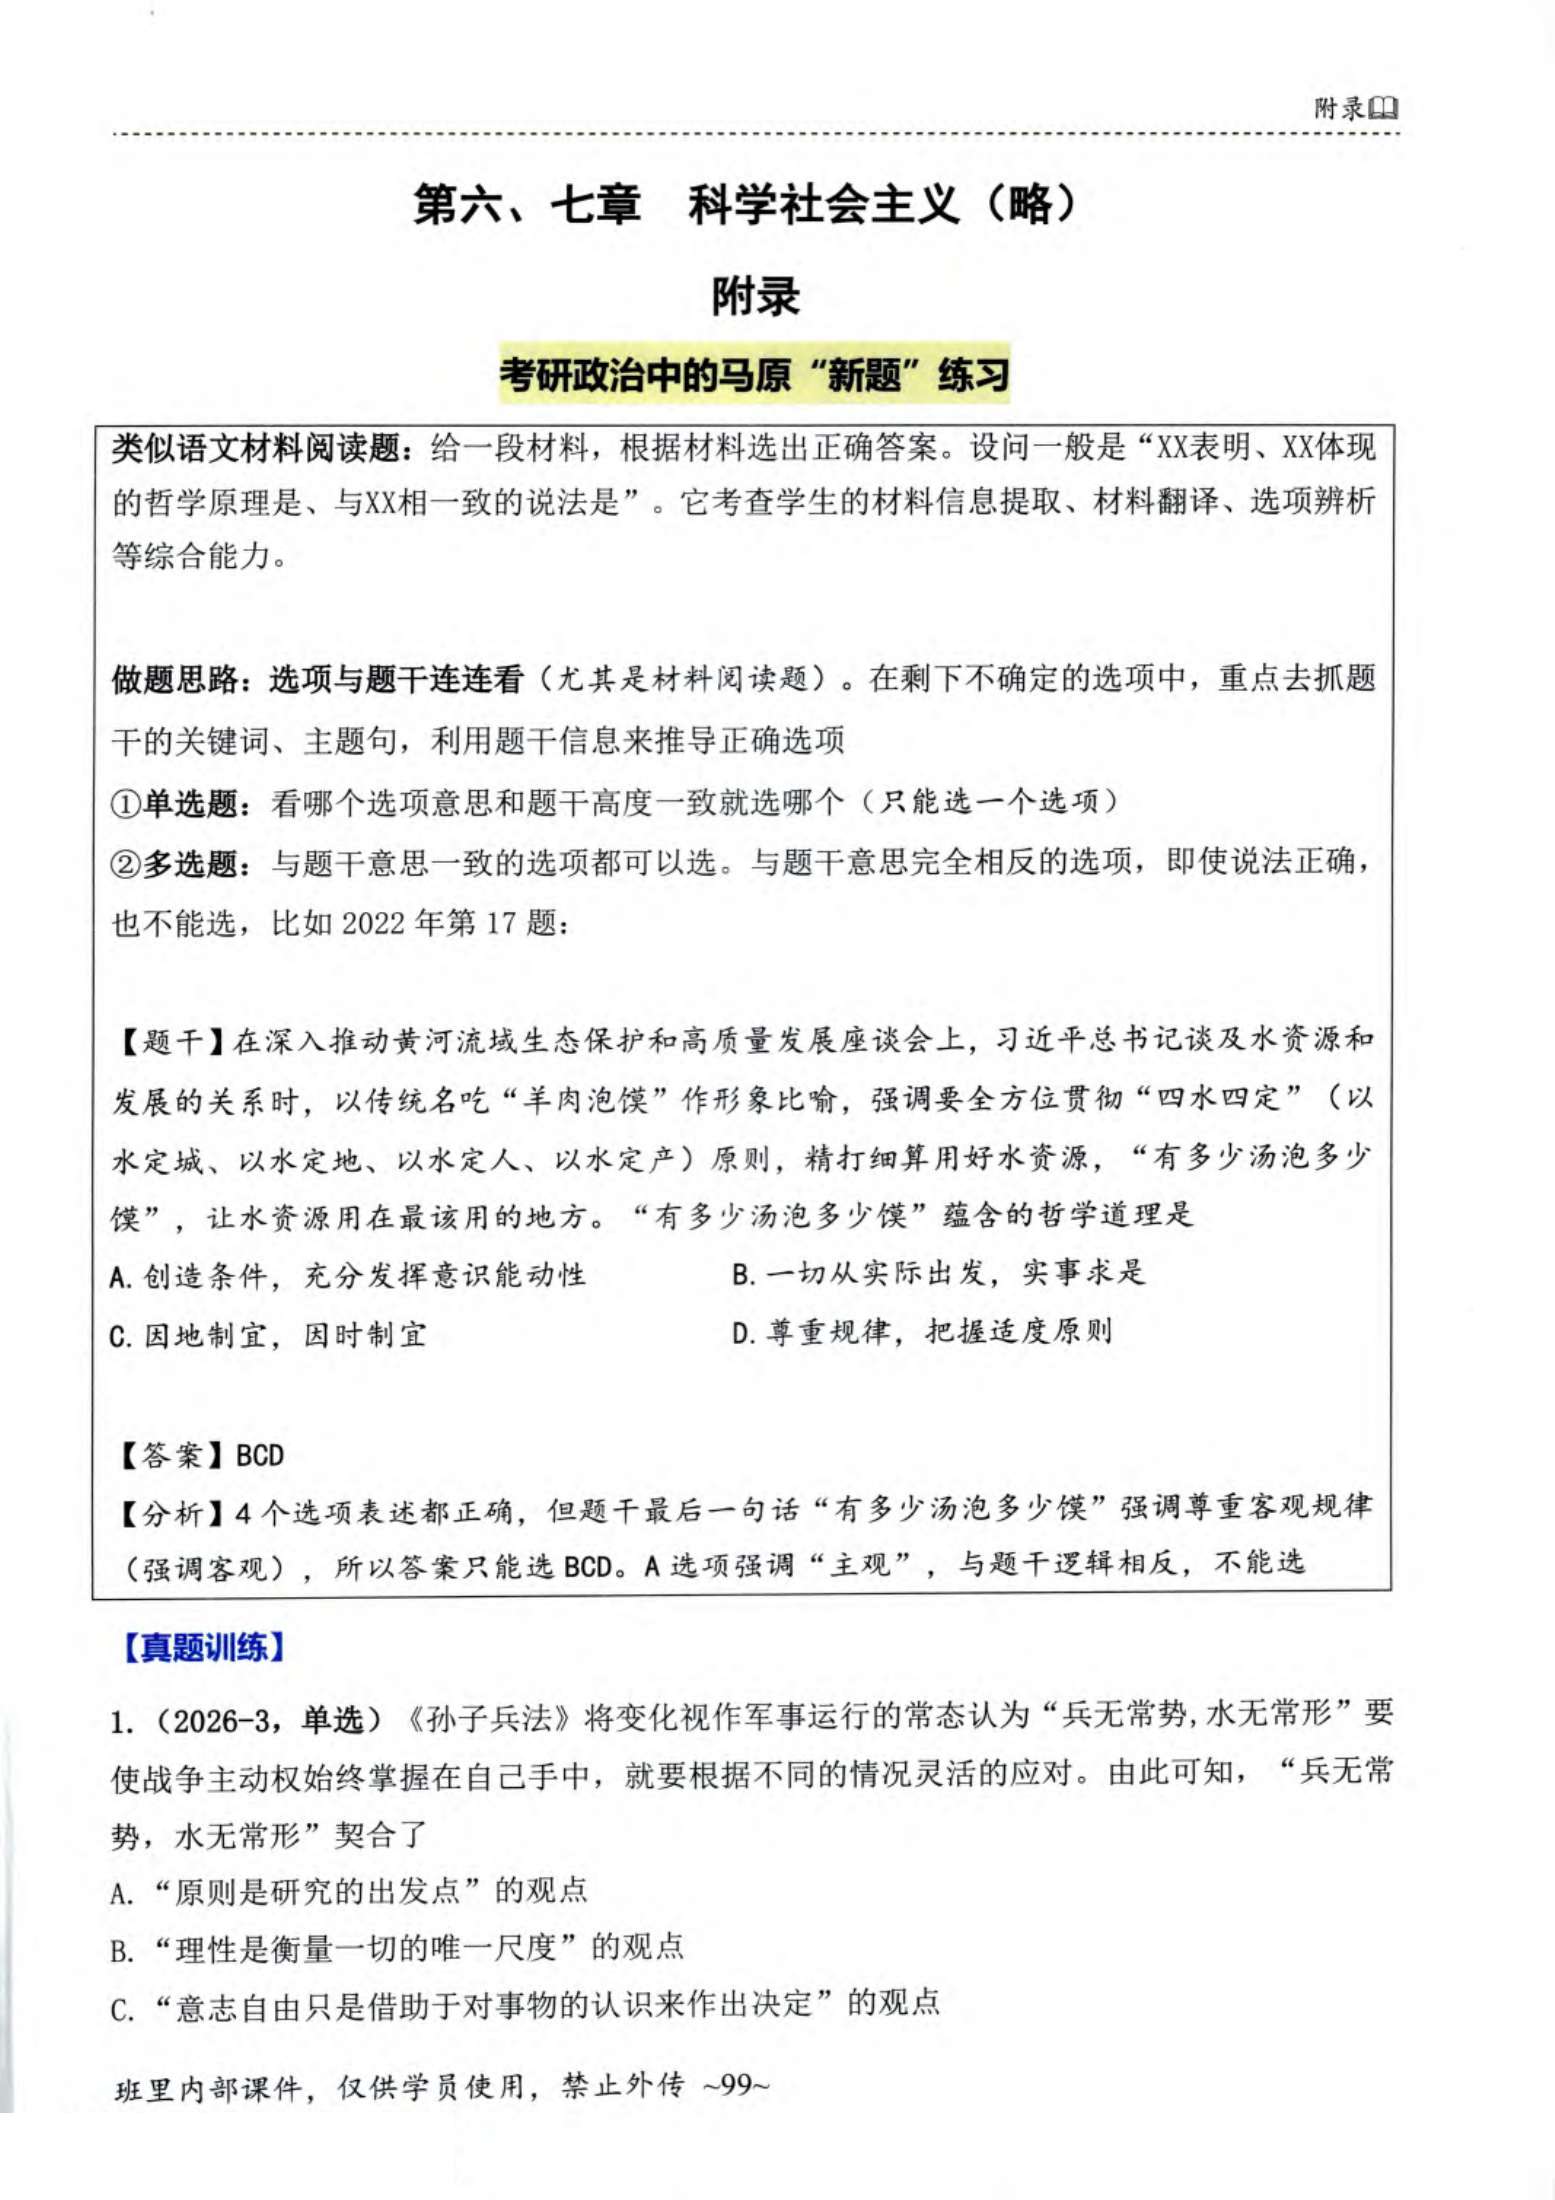 附录
第六、七章 科学社会主义（略）
附录
考研政治中的马原“新题”练习
类似语文材料阅读题：给一段材料，根据材料选出正确答案。设问一般是“XX表明、XX体现
的哲学原理是、与XX相一致的说法是”。它考查学生的材料信息提取、材料翻译、选项辨析
等综合能力。
做题思路：选项与题干连连看（尤其是材料阅读题）。在剩下不确定的选项中，重点去抓题
干的关键词、主题句，利用题干信息来推导正确选项
①单选题：看哪个选项意思和题干高度一致就选哪个（只能选一个选项）
②多选题：与题干意思一致的选项都可以选。与题干意思完全相反的选项，即使说法正确，
也不能选，比如 2022 年第 17 题：
【题干】在深入推动黄河流域生态保护和高质量发展座谈会上，习近平总书记谈及水资源和
发展的关系时，以传统名吃“羊肉泡馍”作形象比喻，强调要全方位贯彻“四水四定”（以
水定城、以水定地、以水定人、以水定产）原则，精打细算用好水资源，“有多少汤泡多少
馍”，让水资源用在最该用的地方。“有多少汤泡多少馍”蕴含的哲学道理是
A. 创造条件，充分发挥意识能动性 B. 一切从实际出发，实事求是
C. 因地制宜，因时制宜 D. 尊重规律，把握适度原则
【答案】BCD
【分析】4 个选项表述都正确，但题干最后一句话“有多少汤泡多少馍”强调尊重客观规律
（强调客观），所以答案只能选 BCD。A 选项强调“主观”，与题干逻辑相反，不能选
【真题训练】
1.（2026-3，单选）《孙子兵法》将变化视作军事运行的常态认为“兵无常势,水无常形”要
使战争主动权始终掌握在自己手中，就要根据不同的情况灵活的应对。由此可知，“兵无常
势，水无常形”契合了
A. “原则是研究的出发点”的观点
B. “理性是衡量一切的唯一尺度”的观点
C. “意志自由只是借助于对事物的认识来作出决定”的观点
班里内部课件，仅供学员使用，禁止外传 ~99~